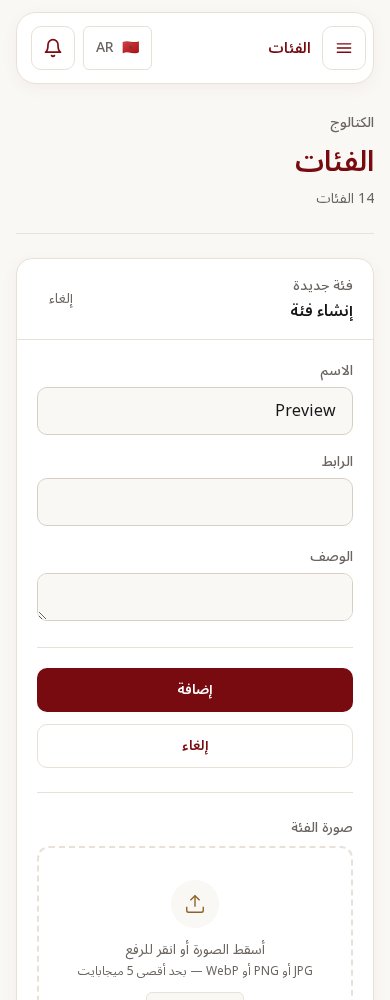 الفئات
AR
الكتالوج
الفئات
14 الفئات
فئة جديدة
إنشاء فئة
إلغاء
الاسم
Preview
الرابط
الوصف
إضافة
إلغاء
صورة الفئة
أسقط الصورة أو انقر للرفع
JPG أو PNG أو WebP — بحد أقصى 5 ميجابايت